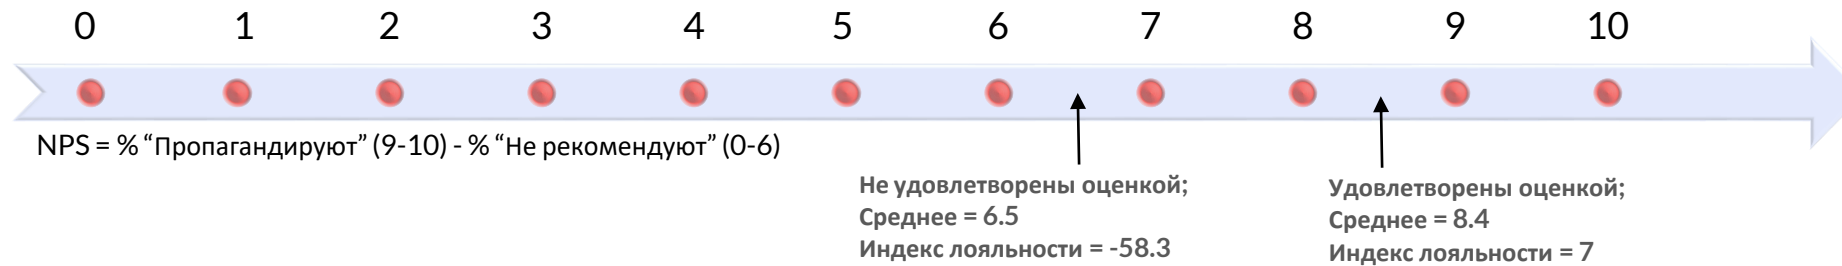 0 1 2 3 4 5 6 7 8 9 10
NPS = % “Пропагандируют” (9-10) - % “Не рекомендуют” (0-6)
Не удовлетворены оценкой;
Среднее = 6.5
Индекс лояльности = -58.3
Удовлетворены оценкой;
Среднее = 8.4
Индекс лояльности = 7